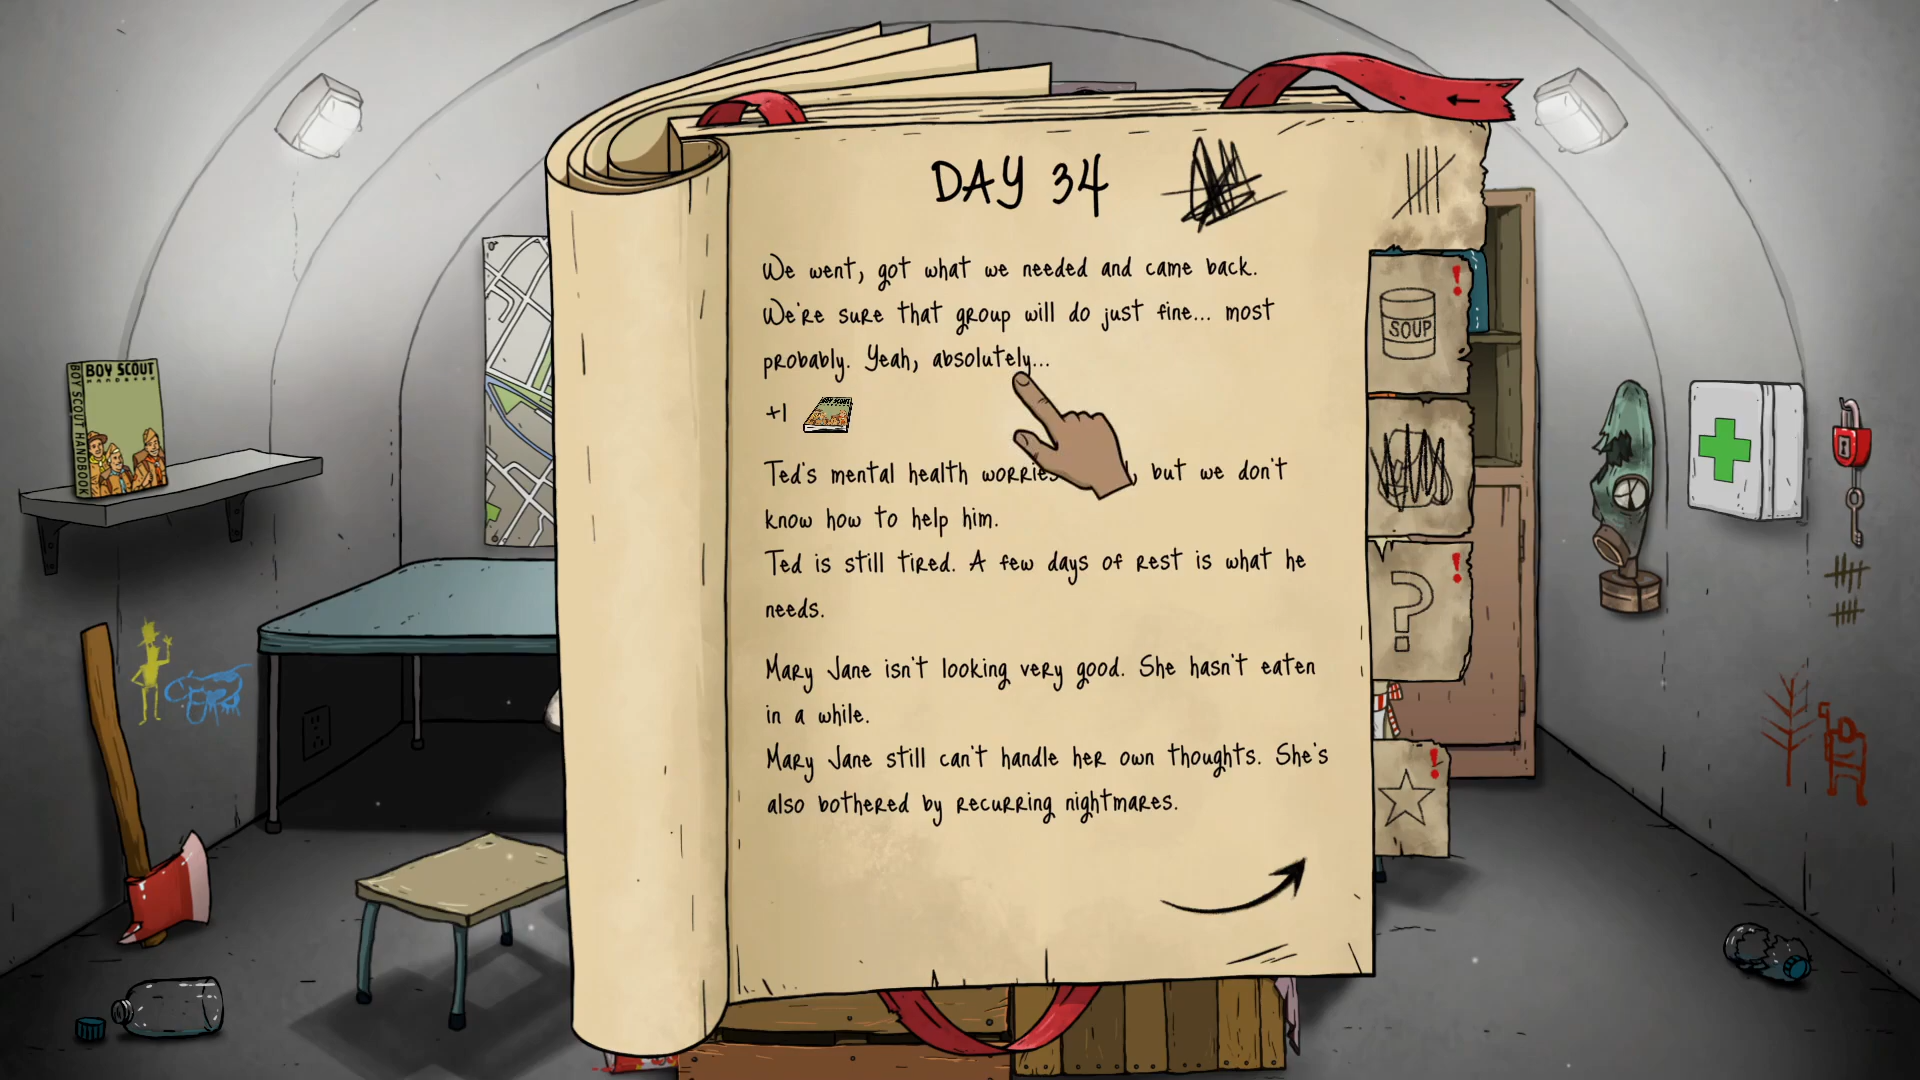 DAY 34
We went, got what we needed and came back.
We're sure that group will do just fine... most
probably. Yeah, absolutely...
+1
BOY SCOUT
Ted's mental health worries , but we don't
know how to help him.
Ted is still tired. A few days of rest is what he
needs.
Mary Jane isn't looking very good. She hasn't eaten
in a while.
Mary Jane still can't handle her own thoughts. She's
also bothered by recurring nightmares.
!
SOUP
!
?
!
BOY SCOUT
HANDBOOK
BOY SCOUT HANDBOOK